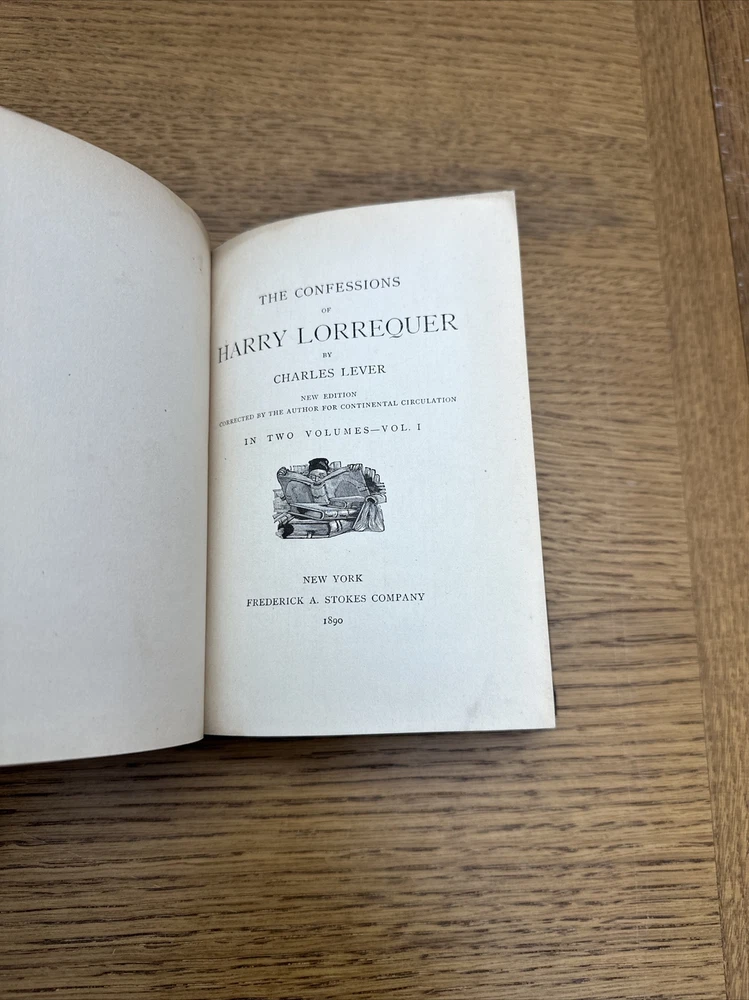 THE CONFESSIONS
OF
HARRY LORREQUER
BY
CHARLES LEVER
NEW EDITION
CORRECTED BY THE AUTHOR FOR CONTINENTAL CIRCULATION
IN TWO VOLUMES—VOL. I
NEW YORK
FREDERICK A. STOKES COMPANY
1890